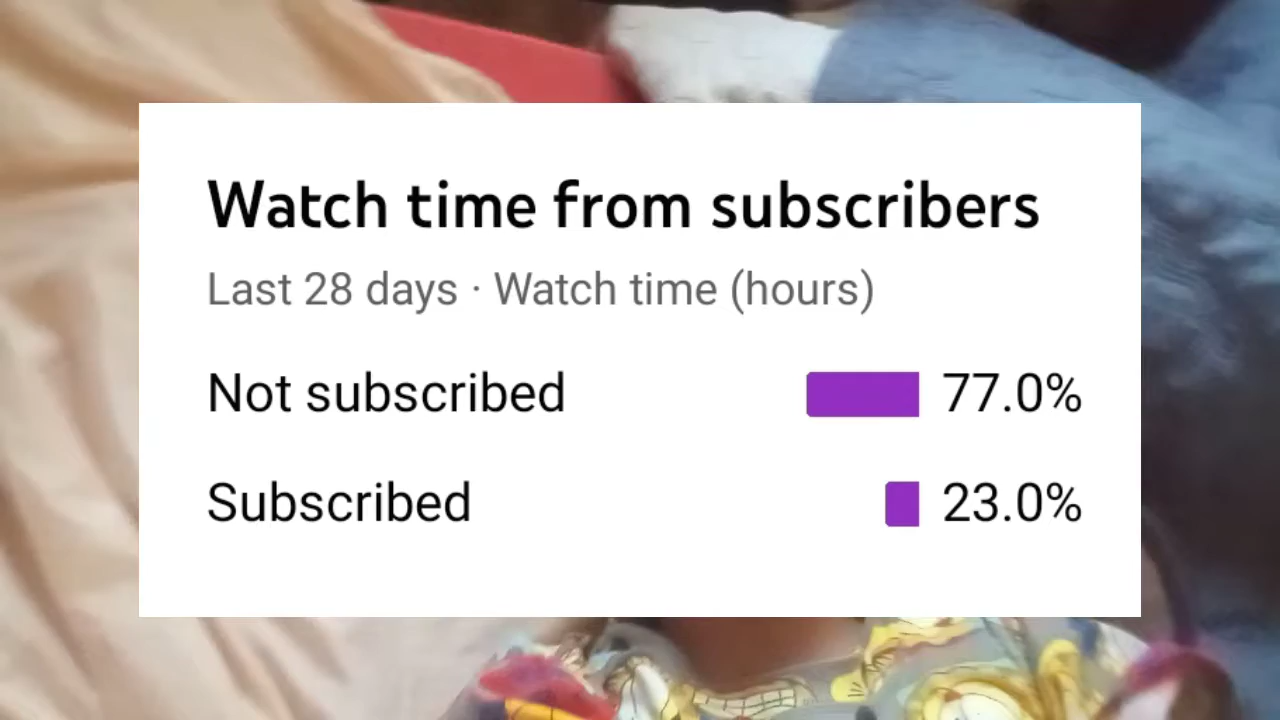 Watch time from subscribers
Last 28 days · Watch time (hours)
Not subscribed 77.0%
Subscribed 23.0%